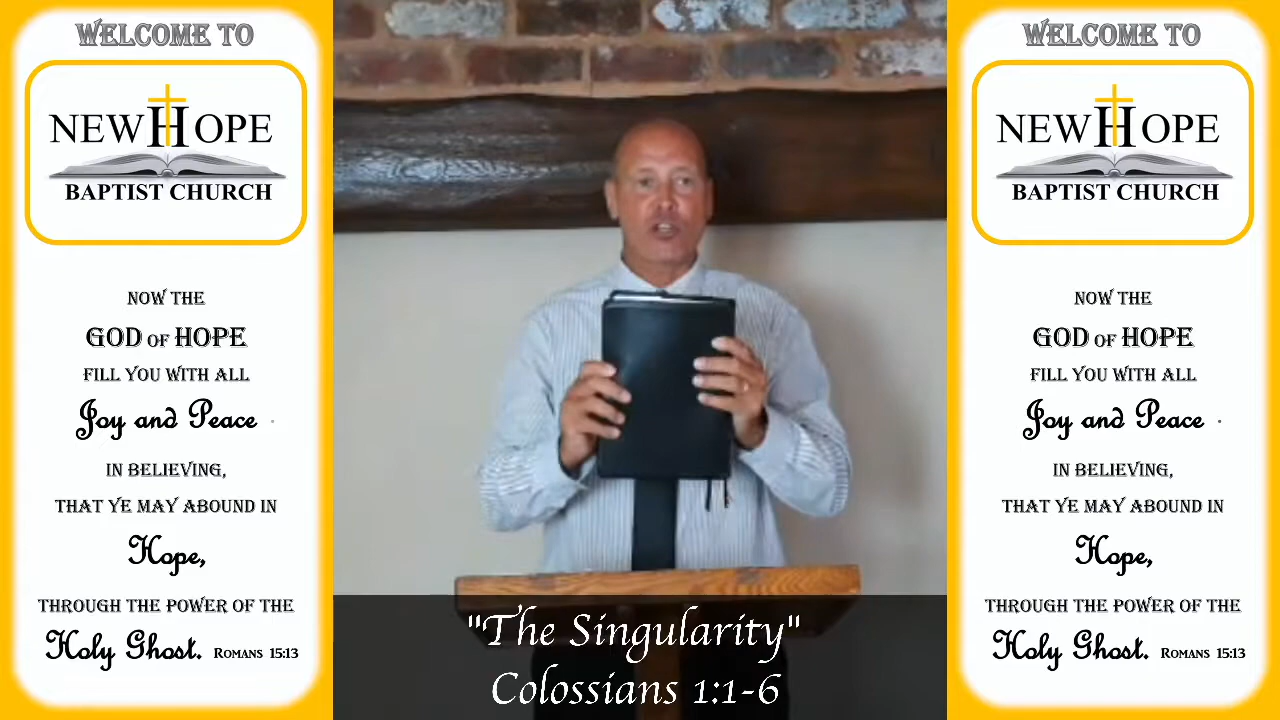 WELCOME TO
NEW HOPE
BAPTIST CHURCH
NOW THE
GOD OF HOPE
FILL YOU WITH ALL
Joy and Peace
IN BELIEVING,
THAT YE MAY ABOUND IN
Hope,
THROUGH THE POWER OF THE
Holy Ghost. ROMANS 15:13
"The Singularity"
Colossians 1:1-6
WELCOME TO
NEW HOPE
BAPTIST CHURCH
NOW THE
GOD OF HOPE
FILL YOU WITH ALL
Joy and Peace
IN BELIEVING,
THAT YE MAY ABOUND IN
Hope,
THROUGH THE POWER OF THE
Holy Ghost. ROMANS 15:13